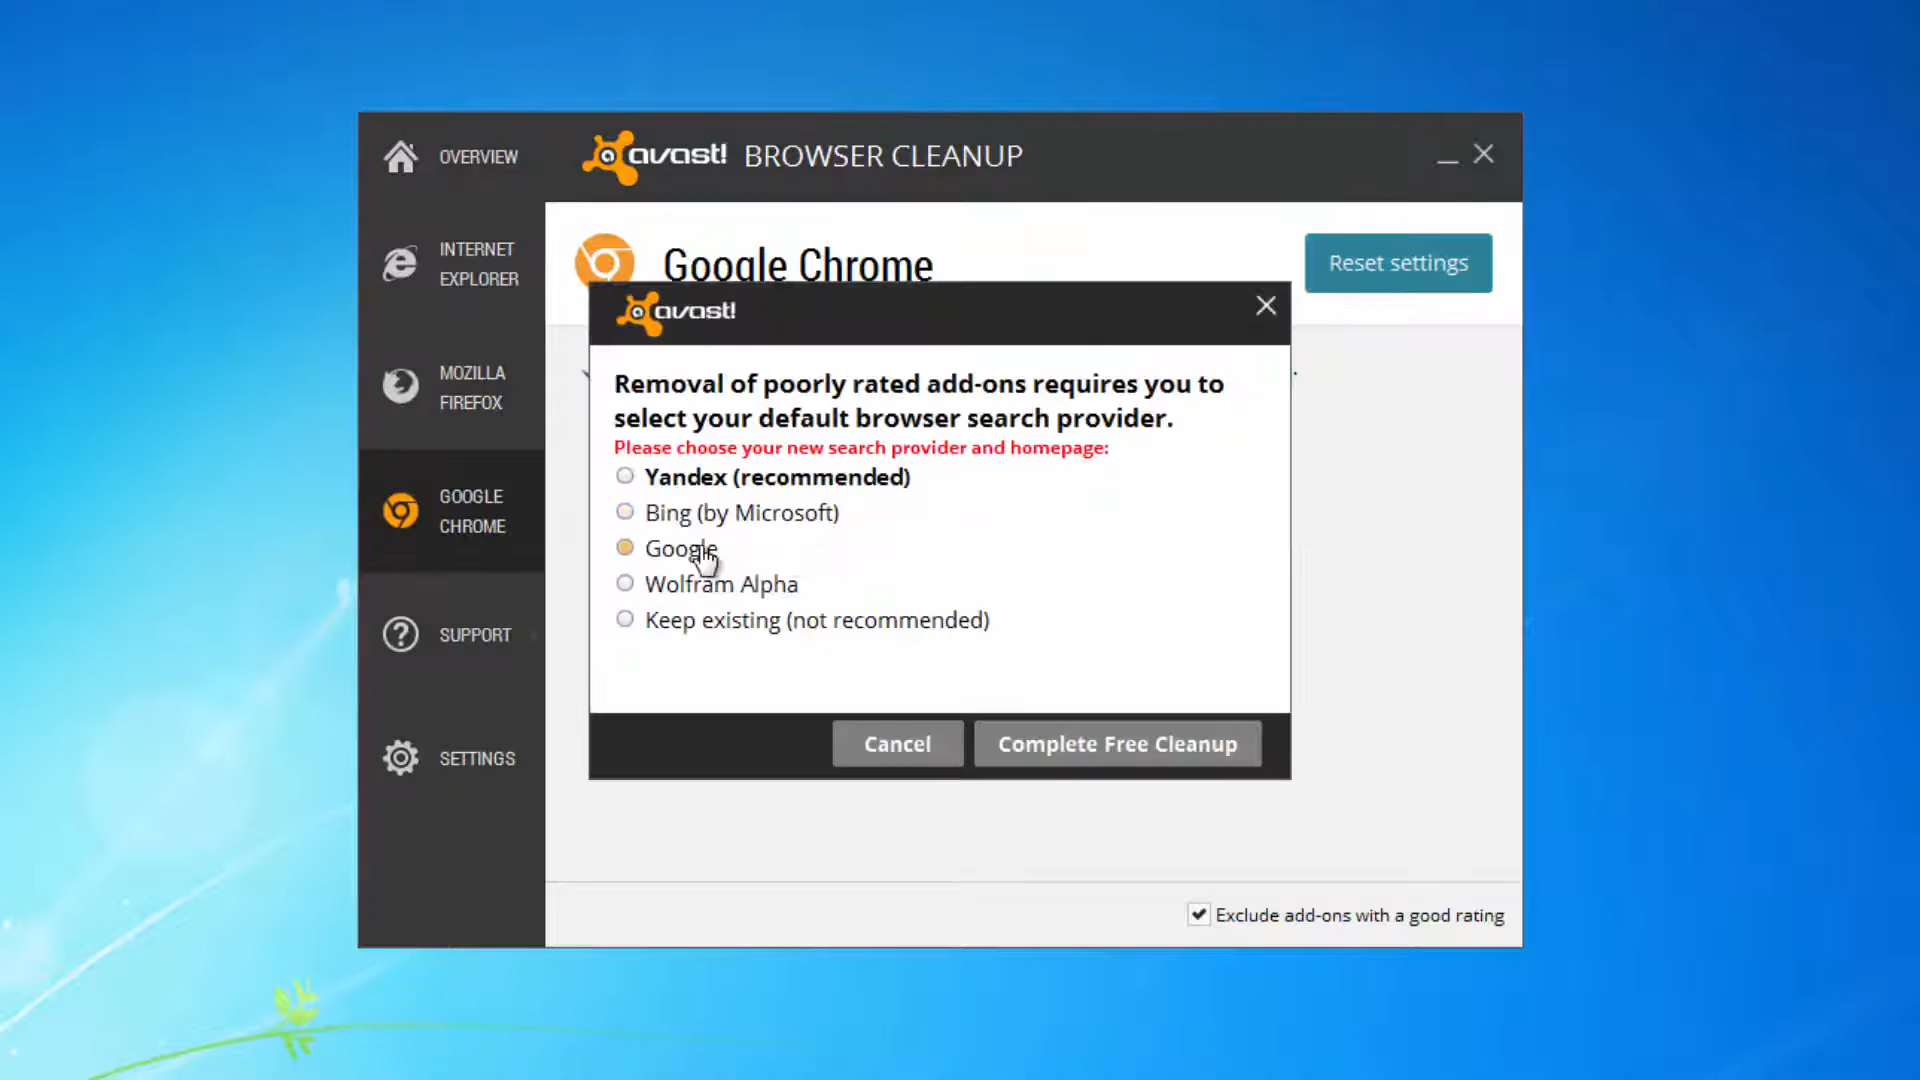 OVERVIEW
avast! BROWSER CLEANUP
INTERNET
EXPLORER
Google Chrome
Reset settings
avast!
MOZILLA
FIREFOX
Removal of poorly rated add-ons requires you to
select your default browser search provider.
Please choose your new search provider and homepage:
Yandex (recommended)
GOOGLE
CHROME
Bing (by Microsoft)
Google
Wolfram Alpha
Keep existing (not recommended)
SUPPORT
SETTINGS
Cancel
Complete Free Cleanup
Exclude add-ons with a good rating